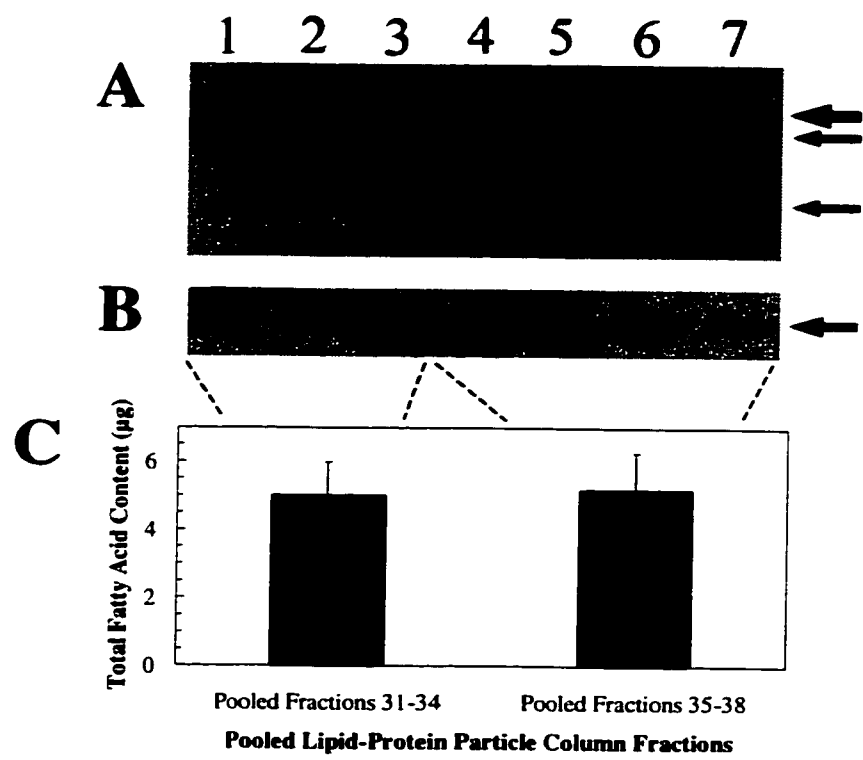 1 2 3 4 5 6 7
A
B
C
Total Fatty Acid Content (µg)
6
4
2
0
Pooled Fractions 31-34 Pooled Fractions 35-38
Pooled Lipid-Protein Particle Column Fractions